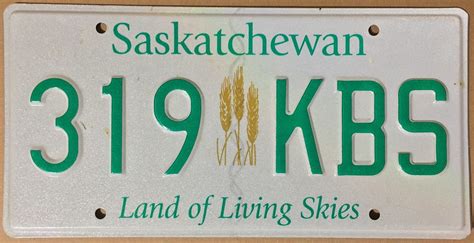 Saskatchewan
319 KBS
Land of Living Skies